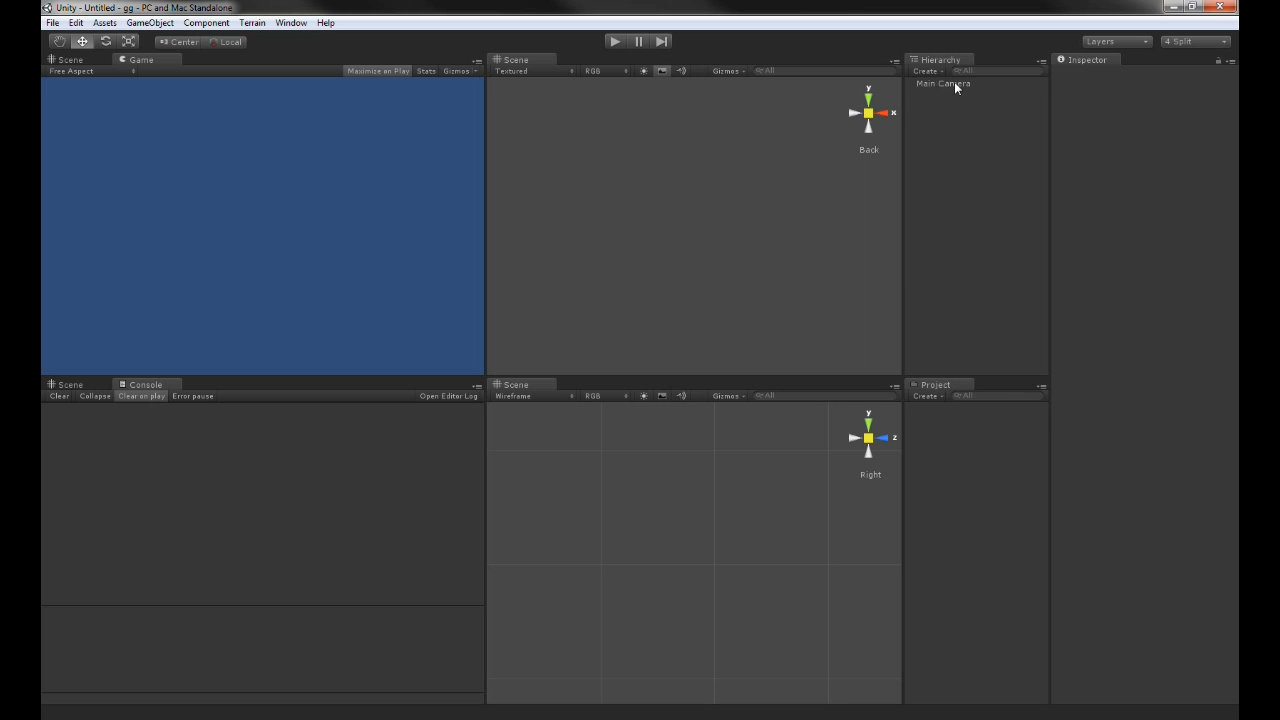 Unity - Untitled - gg - PC and Mac Standalone
File Edit Assets GameObject Component Terrain Window Help
Center Local Layers 4 Split
Scene Game Scene Hierarchy Inspector
Free Aspect Maximize on Play Stats Gizmos Textured RGB Gizmos All Create All
Main Camera
y
x
Back
Scene Console Scene Project
Clear Collapse Clear on play Error pause Open Editor Log Wireframe RGB Gizmos All Create All
y
z
Right